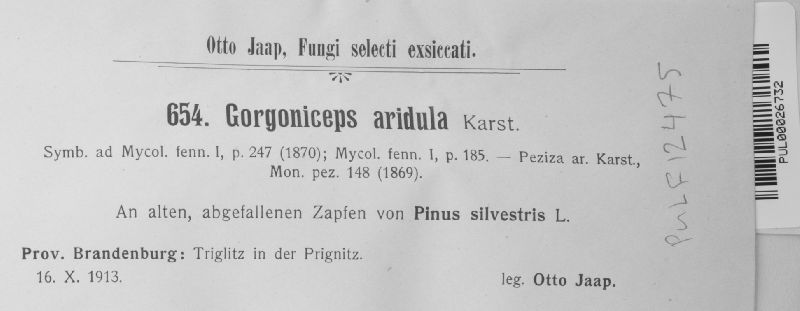 Otto Jaap, Fungi selecti exsiccati.
654. Gorgoniceps aridula Karst.
Symb. ad Mycol. fenn. I, p. 247 (1870); Mycol. fenn. I, p. 185. — Peziza ar. Karst.,
Mon. pez. 148 (1869).
An alten, abgefallenen Zapfen von Pinus silvestris L.
Prov. Brandenburg: Triglitz in der Prignitz.
16. X. 1913.
leg. Otto Jaap.
PUL F12475
PUL00026732